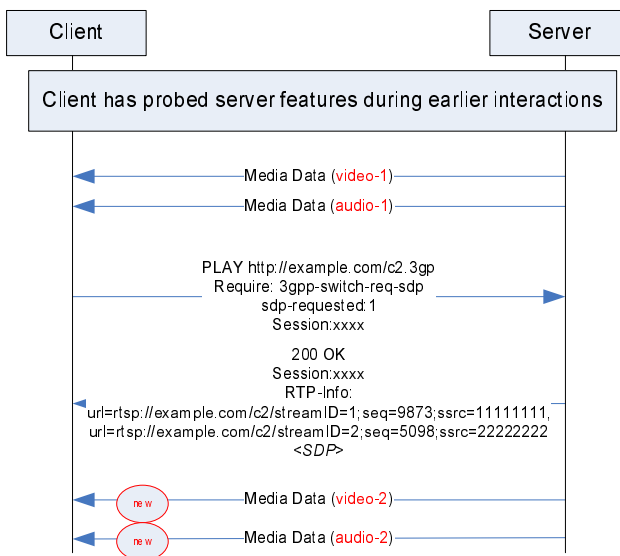 Client
Server
Client has probed server features during earlier interactions
Media Data (video-1)
Media Data (audio-1)
PLAY http://example.com/c2.3gp
Require: 3gpp-switch-req-sdp
sdp-requested:1
Session:xxxx
200 OK
Session:xxxx
RTP-Info:
url=rtsp://example.com/c2/streamID=1;seq=9873;ssrc=11111111,
url=rtsp://example.com/c2/streamID=2;seq=5098;ssrc=22222222
<SDP>
new
Media Data (video-2)
new
Media Data (audio-2)